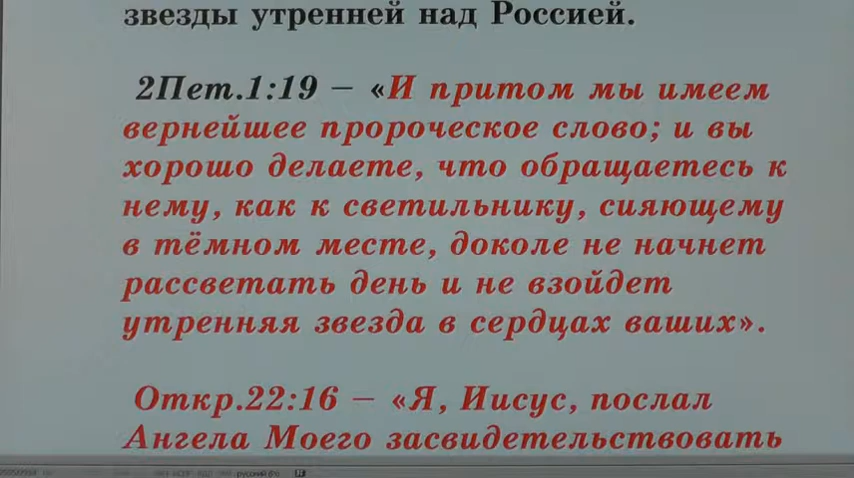 звезды утренней над Россией.
2Пет.1:19 – «И притом мы имеем
вернейшее пророческое слово; и вы
хорошо делаете, что обращаетесь к
нему, как к светильнику, сияющему
в тёмном месте, доколе не начнет
рассветать день и не взойдет
утренняя звезда в сердцах ваших».
Откр.22:16 – «Я, Иисус, послал
Ангела Моего засвидетельствовать
русский